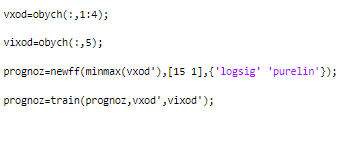 vxod=obych(:,1:4);
vixod=obych(:,5);
prognoz=newff(minmax(vxod'),[15 1],{'logsig' 'purelin'});
prognoz=train(prognoz,vxod',vixod');